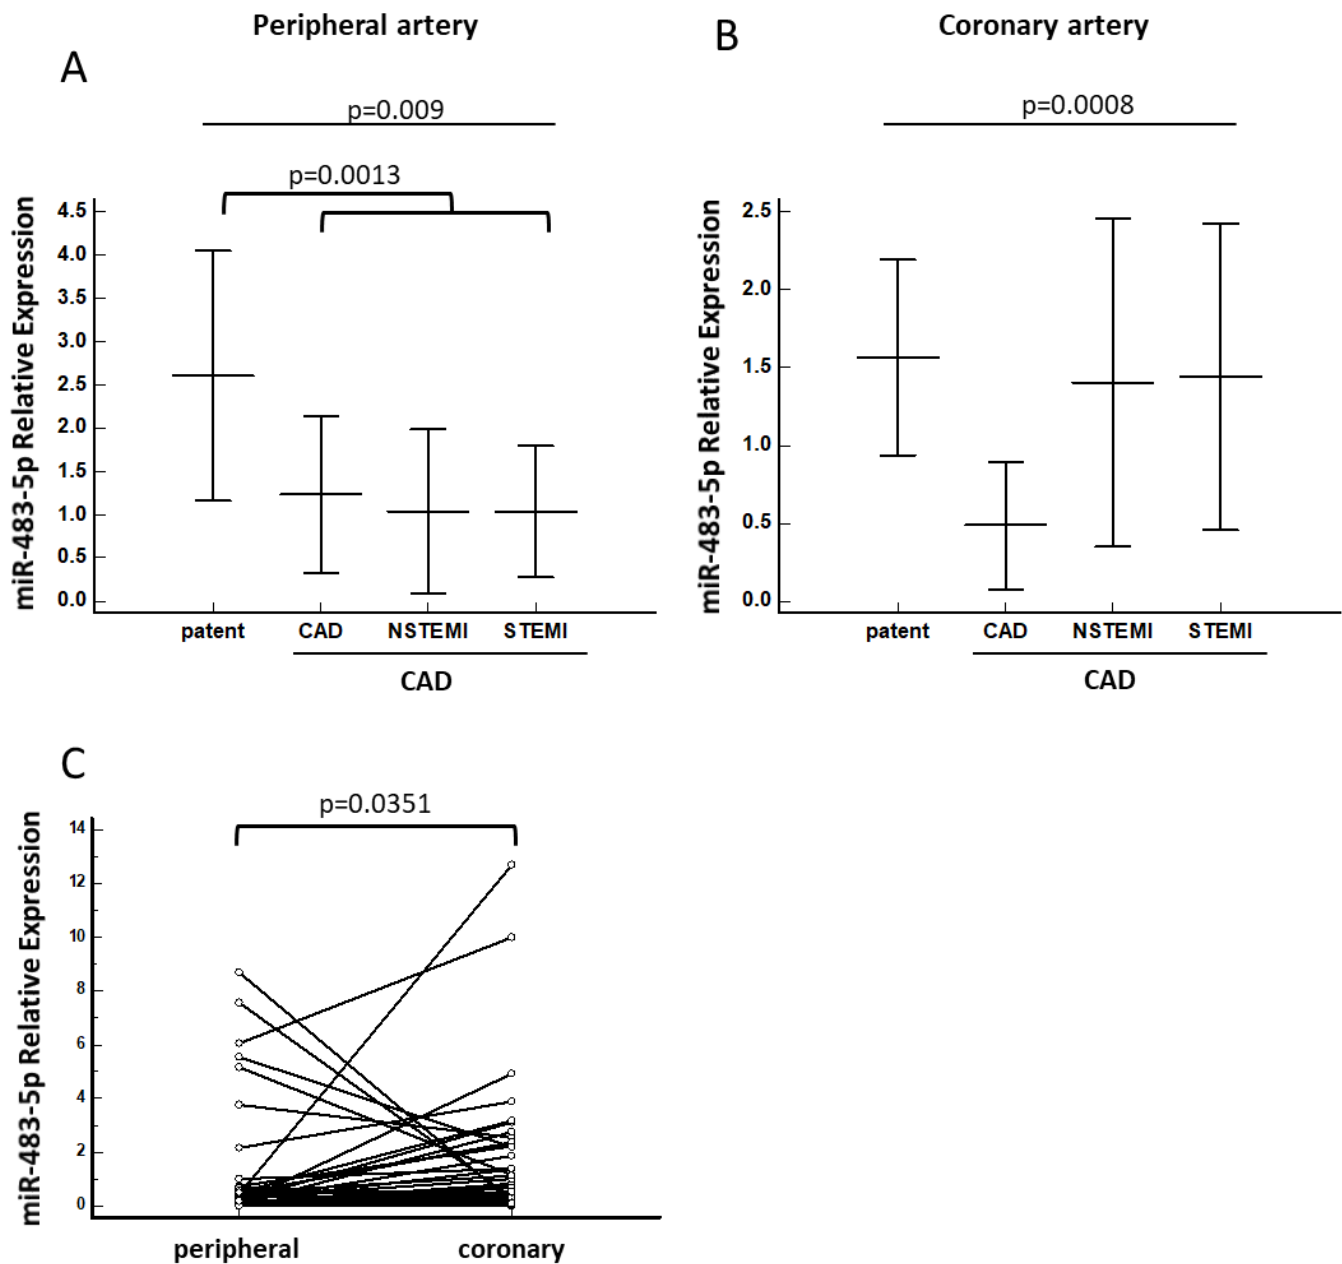 Peripheral artery
A
p=0.009
p=0.0013
miR-483-5p Relative Expression
4.5
4.0
3.5
3.0
2.5
2.0
1.5
1.0
0.5
0.0
patent CAD NSTEMI STEMI
CAD
B
Coronary artery
p=0.0008
miR-483-5p Relative Expression
2.5
2.0
1.5
1.0
0.5
0.0
patent CAD NSTEMI STEMI
CAD
C
p=0.0351
miR-483-5p Relative Expression
14
12
10
8
6
4
2
0
peripheral coronary